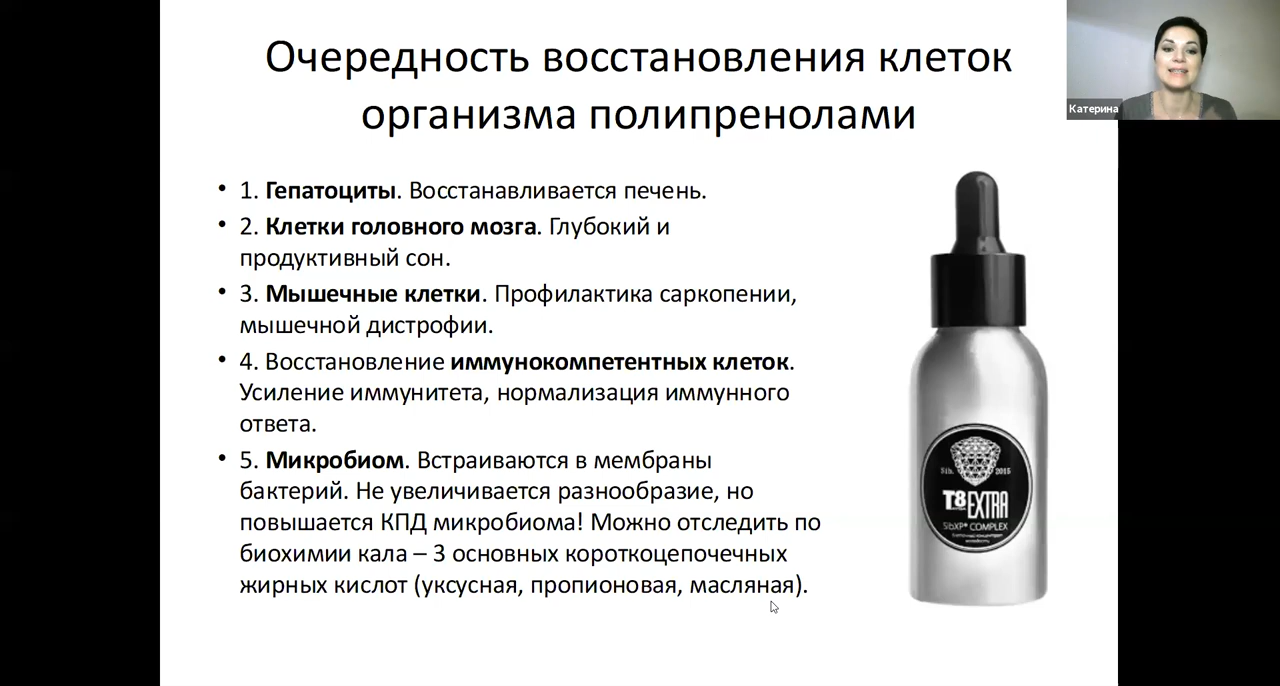 Очередность восстановления клеток
организма полипренолами
Катерина
• 1. Гепатоциты. Восстанавливается печень.
• 2. Клетки головного мозга. Глубокий и
продуктивный сон.
• 3. Мышечные клетки. Профилактика саркопении,
мышечной дистрофии.
• 4. Восстановление иммунокомпетентных клеток.
Усиление иммунитета, нормализация иммунного
ответа.
• 5. Микробиом. Встраиваются в мембраны
бактерий. Не увеличивается разнообразие, но
повышается КПД микробиома! Можно отследить по
биохимии кала – 3 основных короткоцепочечных
жирных кислот (уксусная, пропионовая, масляная).
Sib. 2015
T8 EXTRA
SibXP* COMPLEX